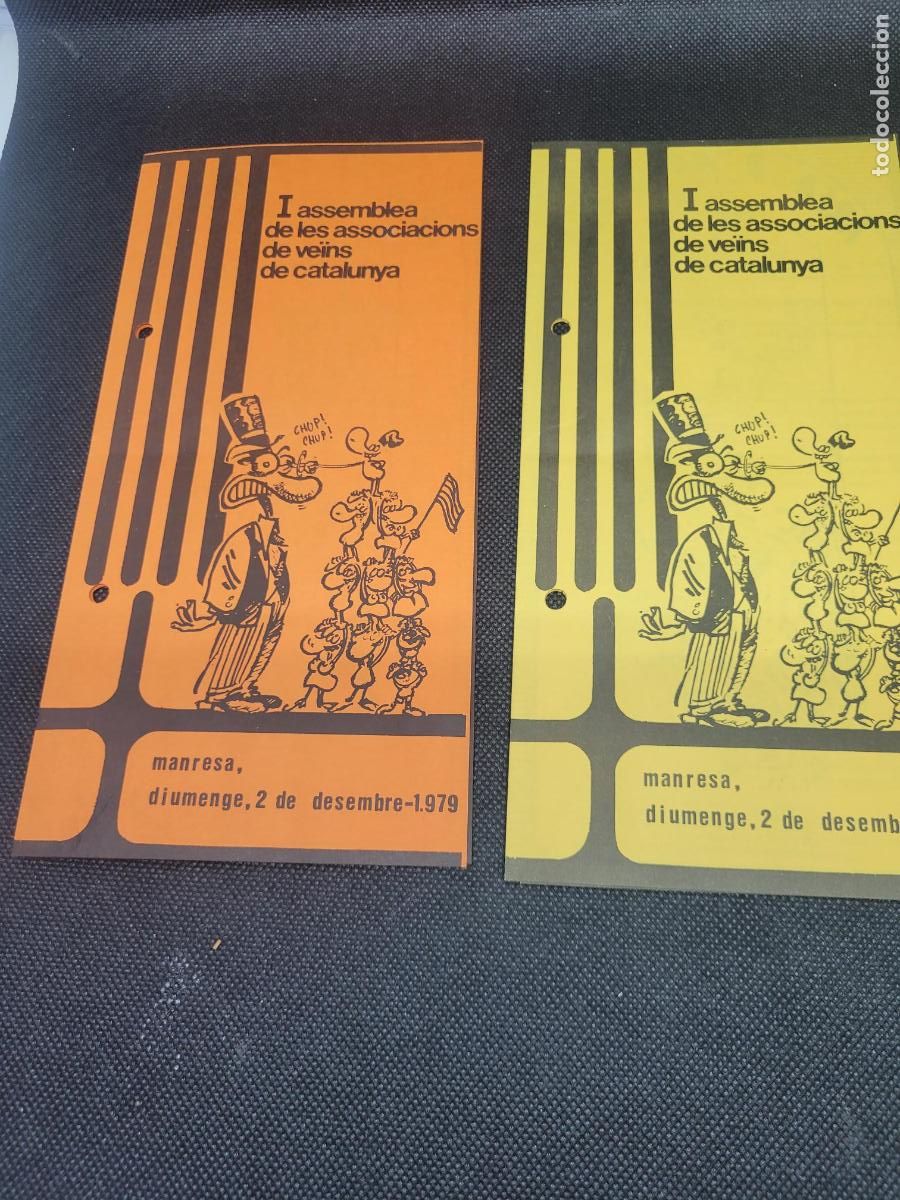 I assemblea
de les associacions
de veïns
de catalunya
CHUP!
CHUP!
manresa,
diumenge, 2 de desembre-1.979
I assemblea
de les associacions
de veïns
de catalunya
CHUP!
CHUP!
manresa,
diumenge, 2 de desemb
todocoleccion